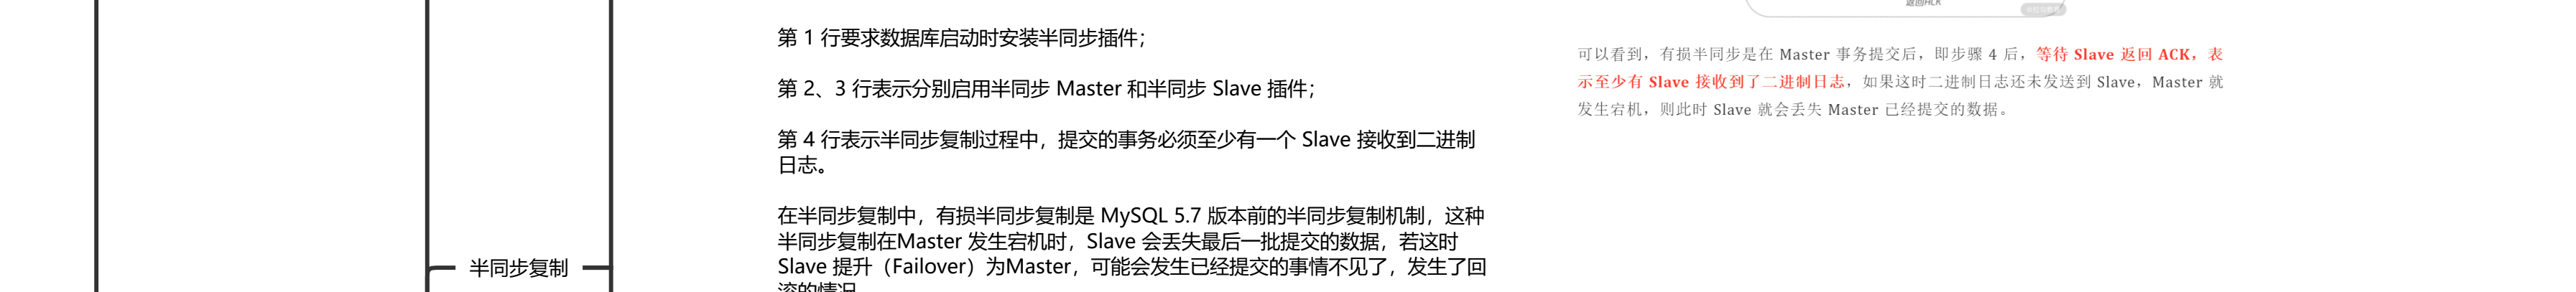 第 1 行要求数据库启动时安装半同步插件；
第 2、3 行表示分别启用半同步 Master 和半同步 Slave 插件；
第 4 行表示半同步复制过程中，提交的事务必须至少有一个 Slave 接收到二进制
日志。
在半同步复制中，有损半同步复制是 MySQL 5.7 版本前的半同步复制机制，这种
半同步复制在Master 发生宕机时，Slave 会丢失最后一批提交的数据，若这时
Slave 提升（Failover）为Master，可能会发生已经提交的事情不见了，发生了回
滚的情况
半同步复制
返回ACK
可以看到，有损半同步是在 Master 事务提交后，即步骤 4 后，等待 Slave 返回 ACK，表
示至少有 Slave 接收到了二进制日志，如果这时二进制日志还未发送到 Slave，Master 就
发生宕机，则此时 Slave 就会丢失 Master 已经提交的数据。